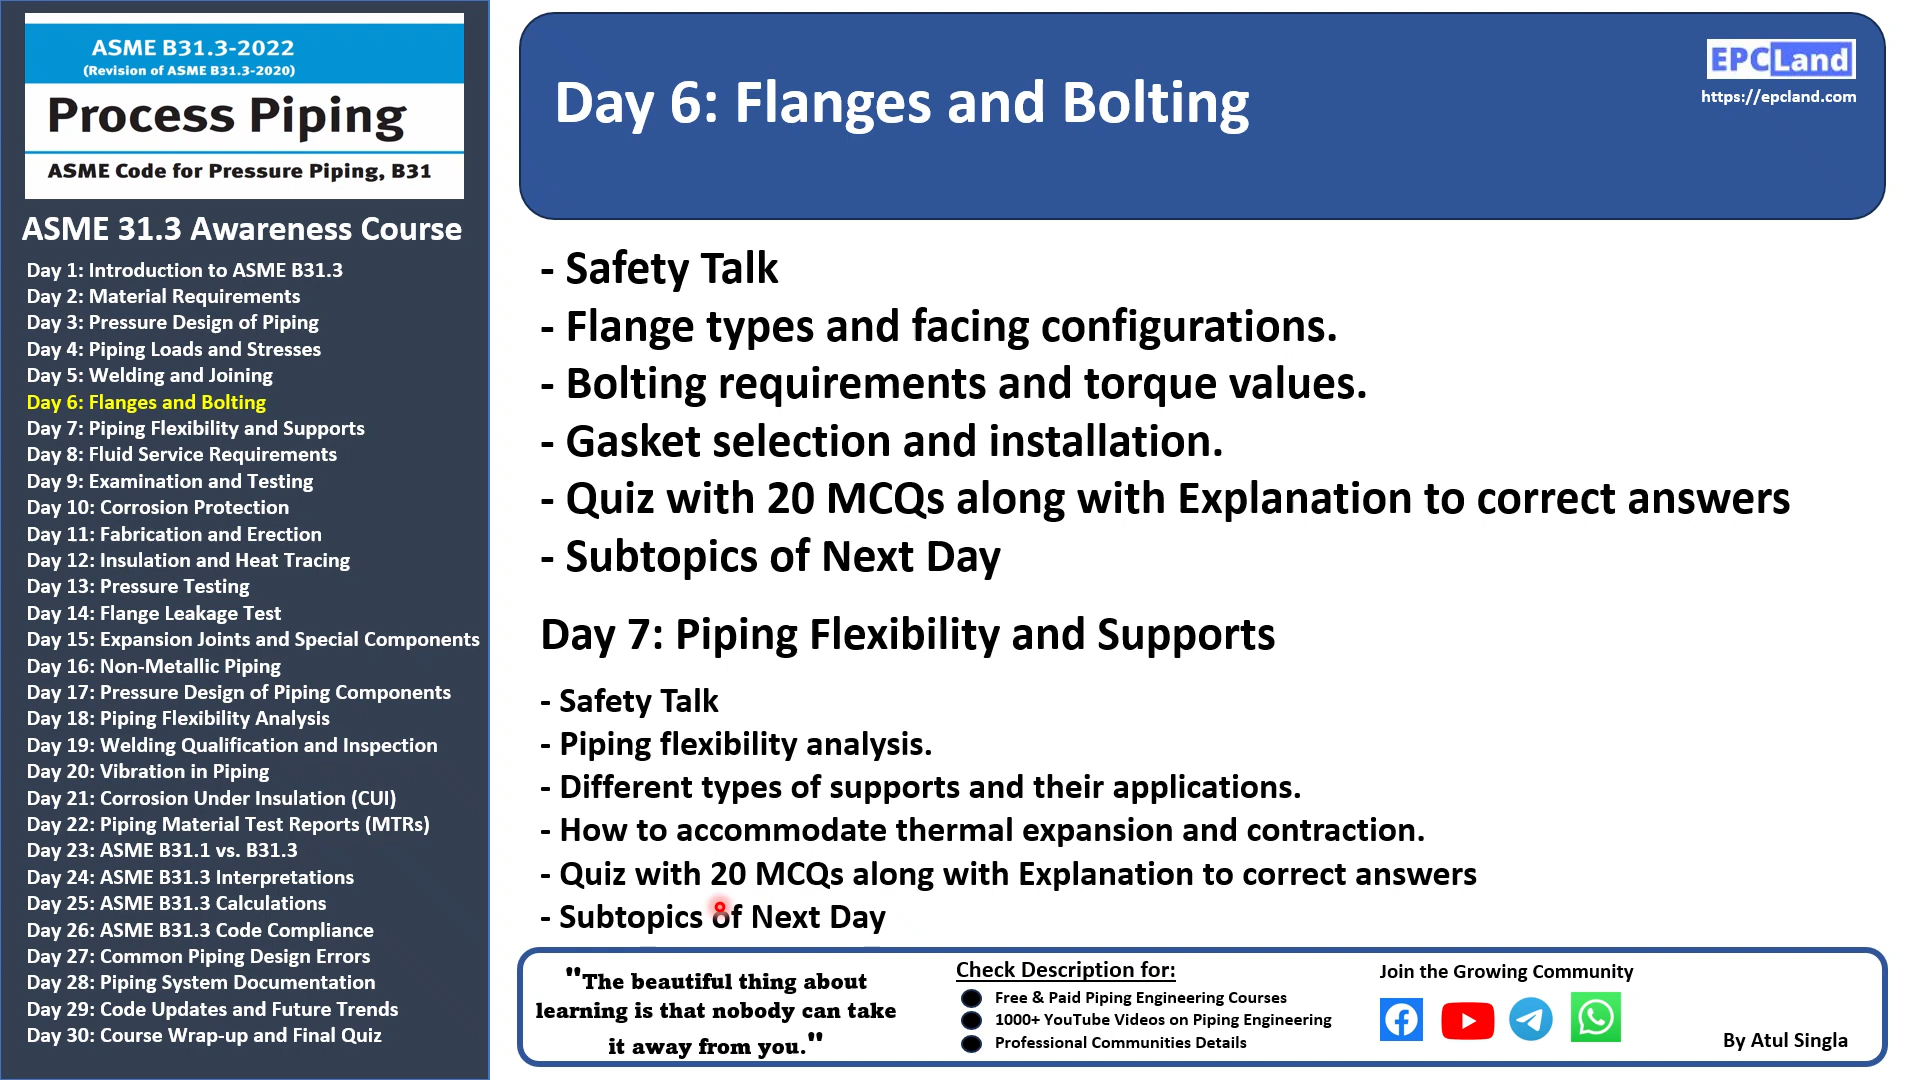 ASME B31.3-2022
(Revision of ASME B31.3-2020)
Process Piping
ASME Code for Pressure Piping, B31
ASME 31.3 Awareness Course
Day 1: Introduction to ASME B31.3
Day 2: Material Requirements
Day 3: Pressure Design of Piping
Day 4: Piping Loads and Stresses
Day 5: Welding and Joining
Day 6: Flanges and Bolting
Day 7: Piping Flexibility and Supports
Day 8: Fluid Service Requirements
Day 9: Examination and Testing
Day 10: Corrosion Protection
Day 11: Fabrication and Erection
Day 12: Insulation and Heat Tracing
Day 13: Pressure Testing
Day 14: Flange Leakage Test
Day 15: Expansion Joints and Special Components
Day 16: Non-Metallic Piping
Day 17: Pressure Design of Piping Components
Day 18: Piping Flexibility Analysis
Day 19: Welding Qualification and Inspection
Day 20: Vibration in Piping
Day 21: Corrosion Under Insulation (CUI)
Day 22: Piping Material Test Reports (MTRs)
Day 23: ASME B31.1 vs. B31.3
Day 24: ASME B31.3 Interpretations
Day 25: ASME B31.3 Calculations
Day 26: ASME B31.3 Code Compliance
Day 27: Common Piping Design Errors
Day 28: Piping System Documentation
Day 29: Code Updates and Future Trends
Day 30: Course Wrap-up and Final Quiz
Day 6: Flanges and Bolting
EPCLand
https://epcland.com
- Safety Talk
- Flange types and facing configurations.
- Bolting requirements and torque values.
- Gasket selection and installation.
- Quiz with 20 MCQs along with Explanation to correct answers
- Subtopics of Next Day
Day 7: Piping Flexibility and Supports
- Safety Talk
- Piping flexibility analysis.
- Different types of supports and their applications.
- How to accommodate thermal expansion and contraction.
- Quiz with 20 MCQs along with Explanation to correct answers
- Subtopics of Next Day
"The beautiful thing about
learning is that nobody can take
it away from you."
Check Description for:
Free & Paid Piping Engineering Courses
1000+ YouTube Videos on Piping Engineering
Professional Communities Details
Join the Growing Community
By Atul Singla